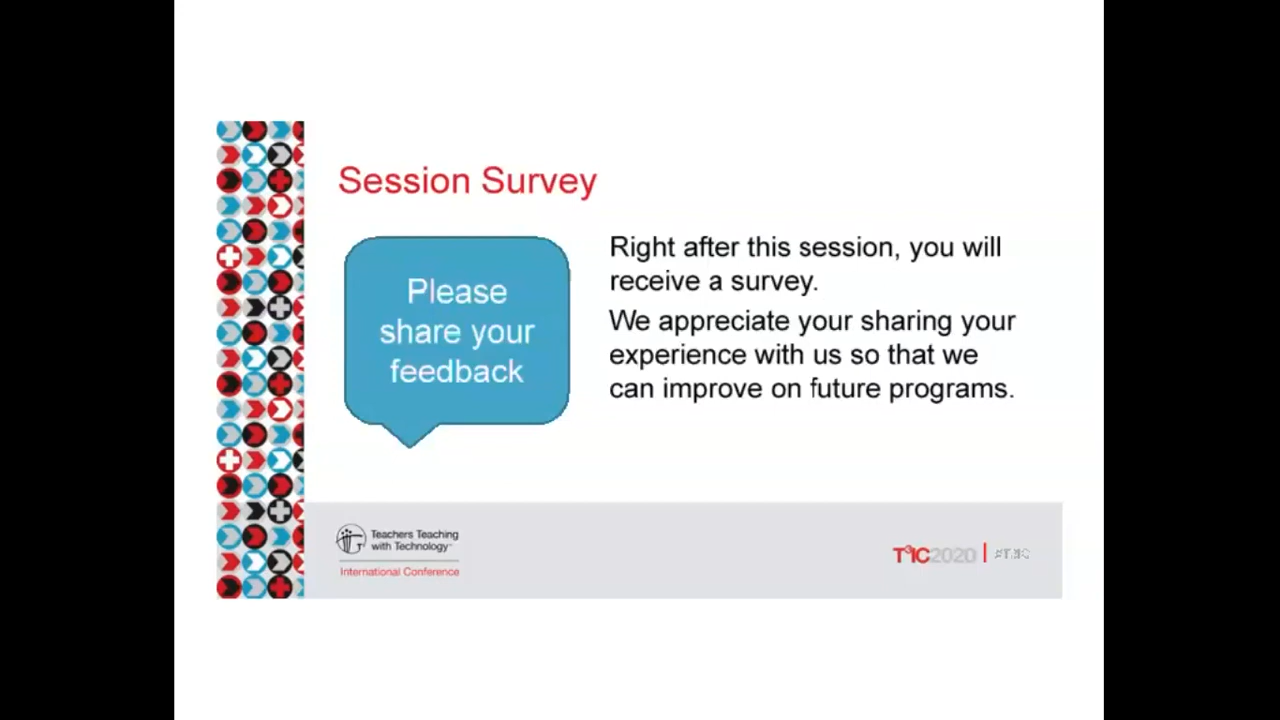 Session Survey
Please
share your
feedback
Right after this session, you will
receive a survey.
We appreciate your sharing your
experience with us so that we
can improve on future programs.
Teachers Teaching
with Technology™
International Conference
T³IC2020